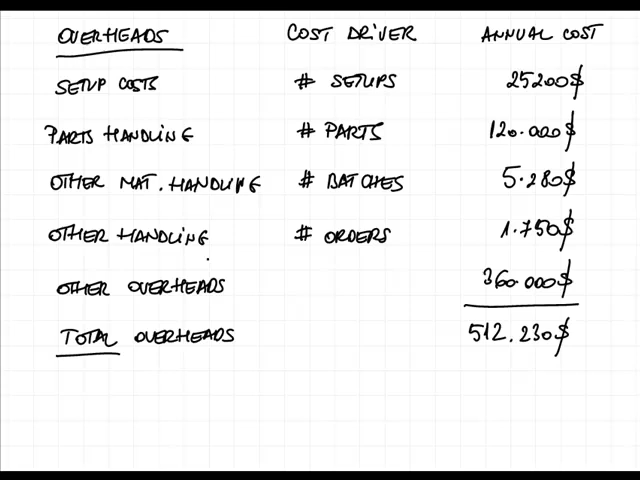 OVERHEADS COST DRIVER ANNUAL COST
SETUP COSTS # SETUPS 25200$
PARTS HANDLING # PARTS 120.000$
OTHER MAT. HANDLING # BATCHES 5.280$
OTHER HANDLING # ORDERS 1.750$
OTHER OVERHEADS 360.000$
TOTAL OVERHEADS 512.230$